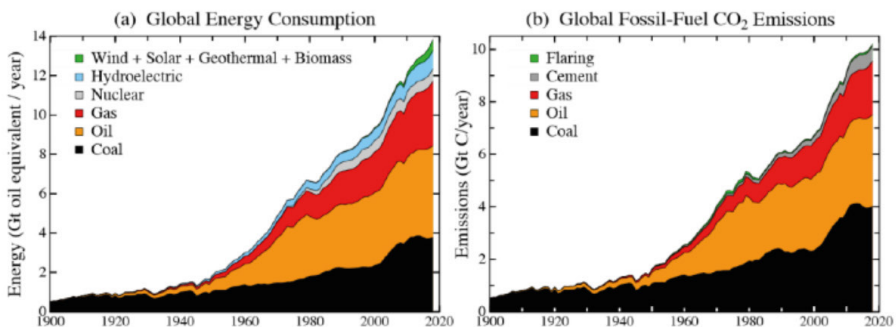 (a) Global Energy Consumption
Energy (Gt oil equivalent / year)
14
12
10
8
6
4
2
0
Wind + Solar + Geothermal + Biomass
Hydroelectric
Nuclear
Gas
Oil
Coal
1900 1920 1940 1960 1980 2000 2020
(b) Global Fossil-Fuel CO₂ Emissions
Emissions (Gt C/year)
10
8
6
4
2
0
Flaring
Cement
Gas
Oil
Coal
1900 1920 1940 1960 1980 2000 2020